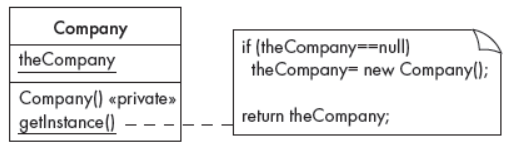 Company
theCompany
Company() «private»
getInstance()
if (theCompany==null)
theCompany= new Company();
return theCompany;